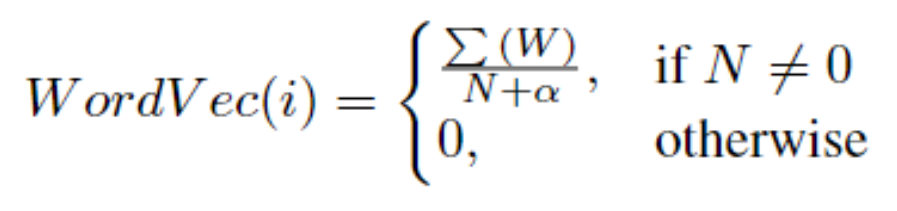 WordVec(i) = { ∑(W) / N+α , if N ≠ 0
0, otherwise